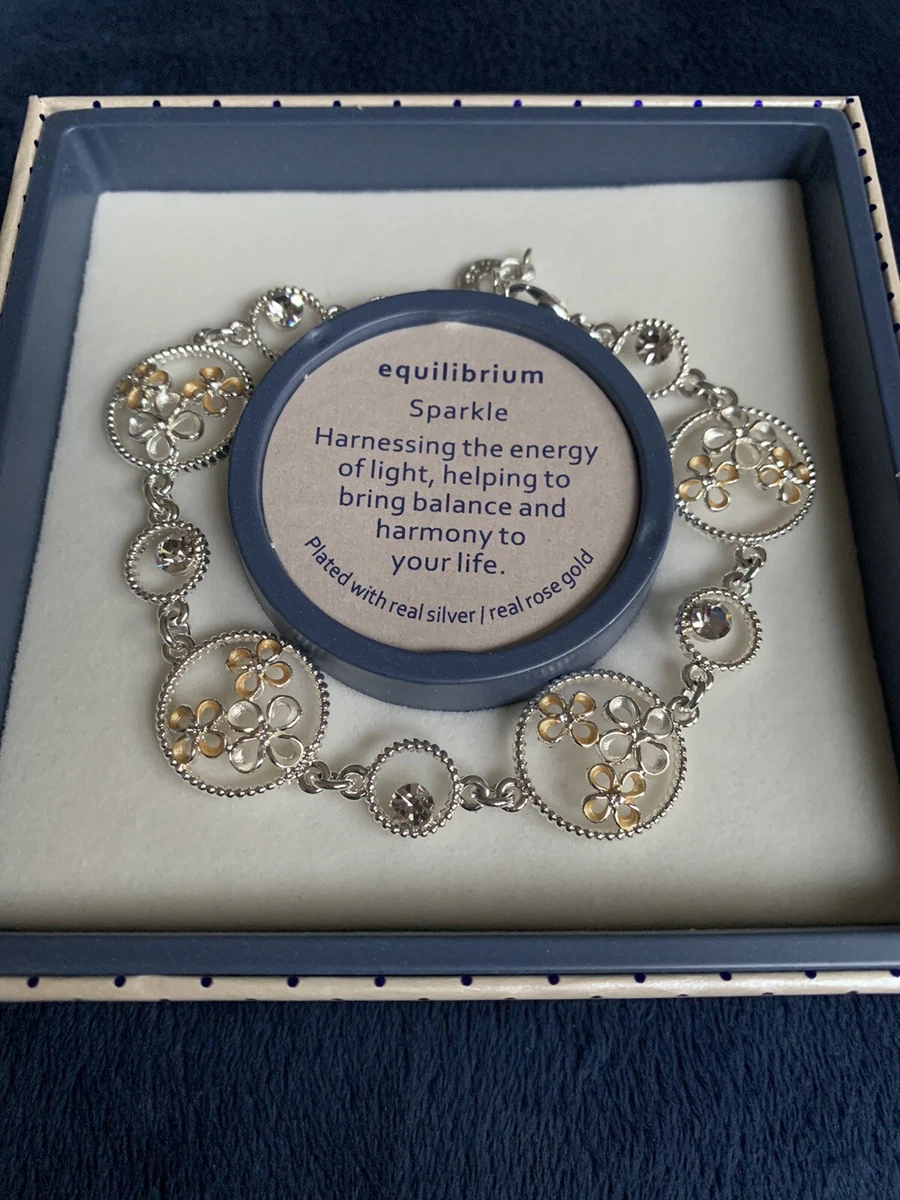 equilibrium
Sparkle
Harnessing the energy
of light, helping to
bring balance and
harmony to
your life.
Plated with real silver | real rose gold